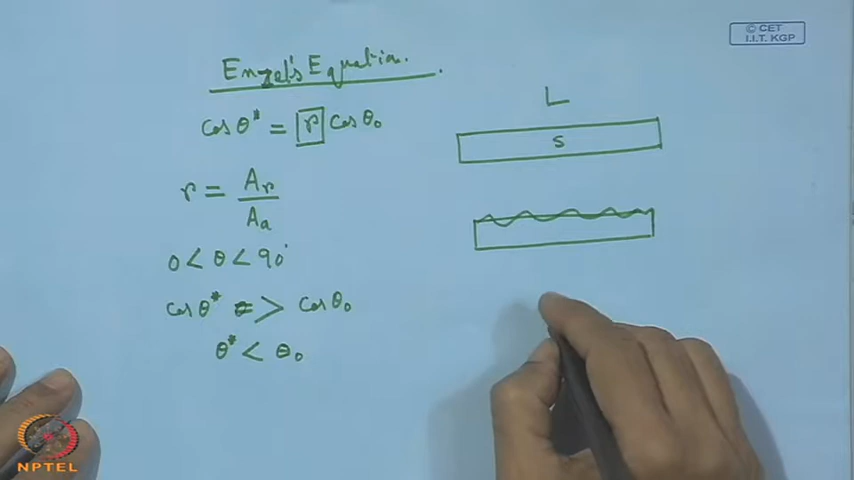 © CET
I.I.T. KGP
Enzel's Equation.
cos θ* = r cos θ₀
r = Aᵣ / Aₐ
0 < θ < 90°
cos θ* > cos θ₀
θ* < θ₀
L
S
NPTEL